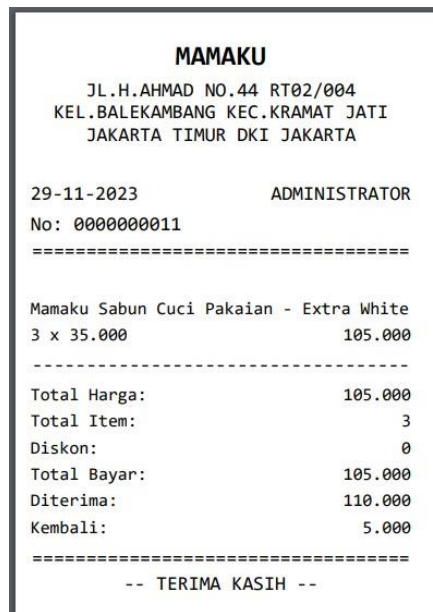 MAMAKU
JL.H.AHMAD NO.44 RT02/004
KEL.BALEKAMBANG KEC.KRAMAT JATI
JAKARTA TIMUR DKI JAKARTA
29-11-2023 ADMINISTRATOR
No: 0000000011
===================================
Mamaku Sabun Cuci Pakaian - Extra White
3 x 35.000 105.000
-----------------------------------
Total Harga: 105.000
Total Item: 3
Diskon: 0
Total Bayar: 105.000
Diterima: 110.000
Kembali: 5.000
===================================
-- TERIMA KASIH --